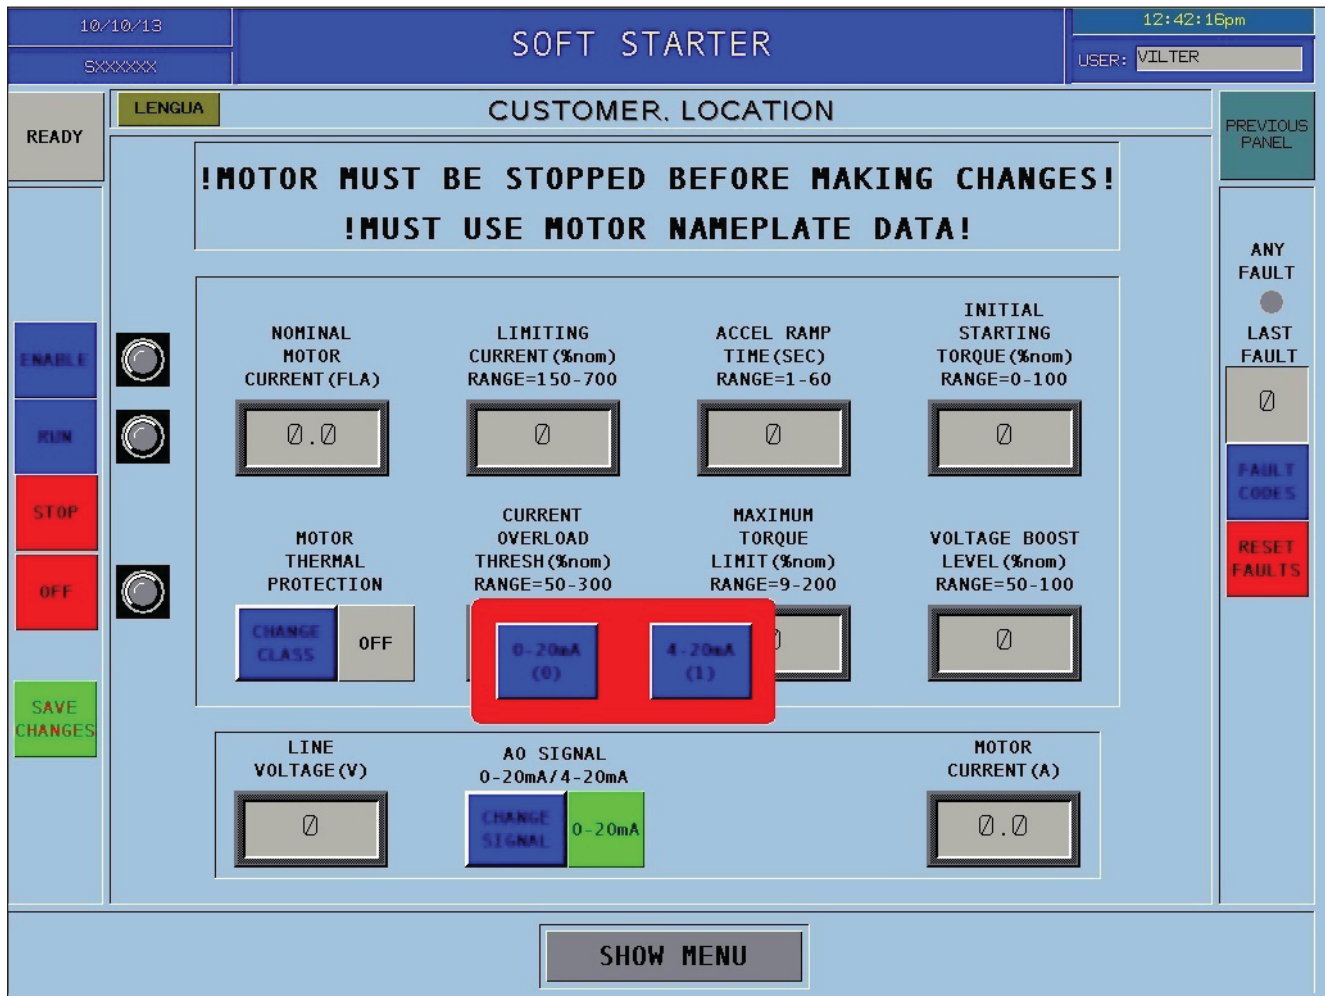 10/10/13
SXXXXXX
SOFT STARTER
12:42:16pm
USER: VILTER
READY
LENGUA
CUSTOMER. LOCATION
PREVIOUS
PANEL
!MOTOR MUST BE STOPPED BEFORE MAKING CHANGES!
!MUST USE MOTOR NAMEPLATE DATA!
ENABLE
RUN
STOP
OFF
SAVE
CHANGES
NOMINAL
MOTOR
CURRENT(FLA)
0.0
LIMITING
CURRENT(%nom)
RANGE=150-700
0
ACCEL RAMP
TIME(SEC)
RANGE=1-60
0
INITIAL
STARTING
TORQUE(%nom)
RANGE=0-100
0
MOTOR
THERMAL
PROTECTION
CHANGE
CLASS
OFF
CURRENT
OVERLOAD
THRESH(%nom)
RANGE=50-300
MAXIMUM
TORQUE
LIMIT(%nom)
RANGE=9-200
0
VOLTAGE BOOST
LEVEL(%nom)
RANGE=50-100
0
0-20mA
(0)
4-20mA
(1)
LINE
VOLTAGE(V)
0
AO SIGNAL
0-20mA/4-20mA
CHANGE
SIGNAL
0-20mA
MOTOR
CURRENT(A)
0.0
ANY
FAULT
LAST
FAULT
0
FAULT
CODES
RESET
FAULTS
SHOW MENU